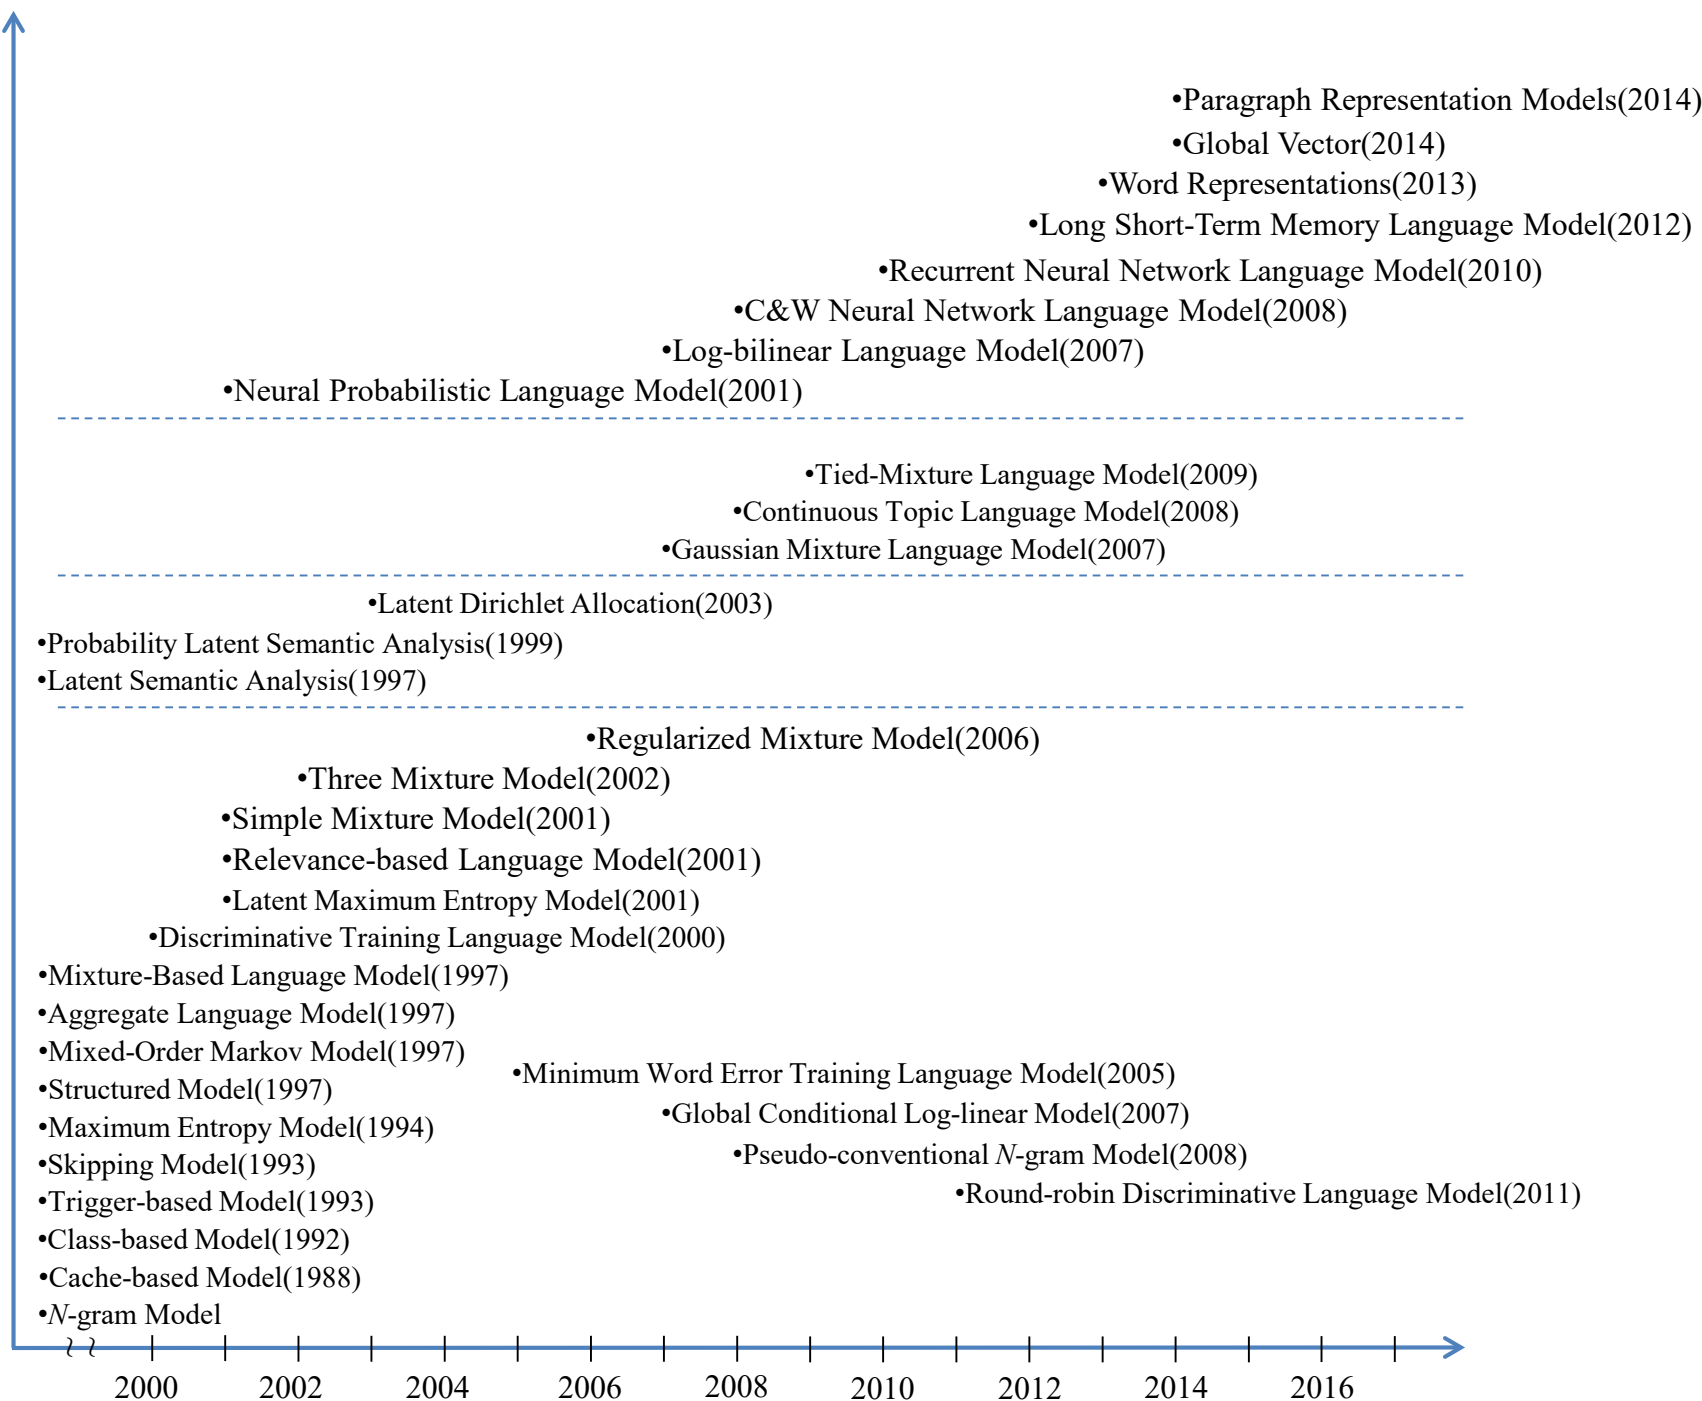 •Paragraph Representation Models(2014)
•Global Vector(2014)
•Word Representations(2013)
•Long Short-Term Memory Language Model(2012)
•Recurrent Neural Network Language Model(2010)
•C&W Neural Network Language Model(2008)
•Log-bilinear Language Model(2007)
•Neural Probabilistic Language Model(2001)
•Tied-Mixture Language Model(2009)
•Continuous Topic Language Model(2008)
•Gaussian Mixture Language Model(2007)
•Latent Dirichlet Allocation(2003)
•Probability Latent Semantic Analysis(1999)
•Latent Semantic Analysis(1997)
•Regularized Mixture Model(2006)
•Three Mixture Model(2002)
•Simple Mixture Model(2001)
•Relevance-based Language Model(2001)
•Latent Maximum Entropy Model(2001)
•Discriminative Training Language Model(2000)
•Mixture-Based Language Model(1997)
•Aggregate Language Model(1997)
•Mixed-Order Markov Model(1997)
•Minimum Word Error Training Language Model(2005)
•Structured Model(1997)
•Global Conditional Log-linear Model(2007)
•Maximum Entropy Model(1994)
•Pseudo-conventional N-gram Model(2008)
•Skipping Model(1993)
•Round-robin Discriminative Language Model(2011)
•Trigger-based Model(1993)
•Class-based Model(1992)
•Cache-based Model(1988)
•N-gram Model
2000 2002 2004 2006 2008 2010 2012 2014 2016